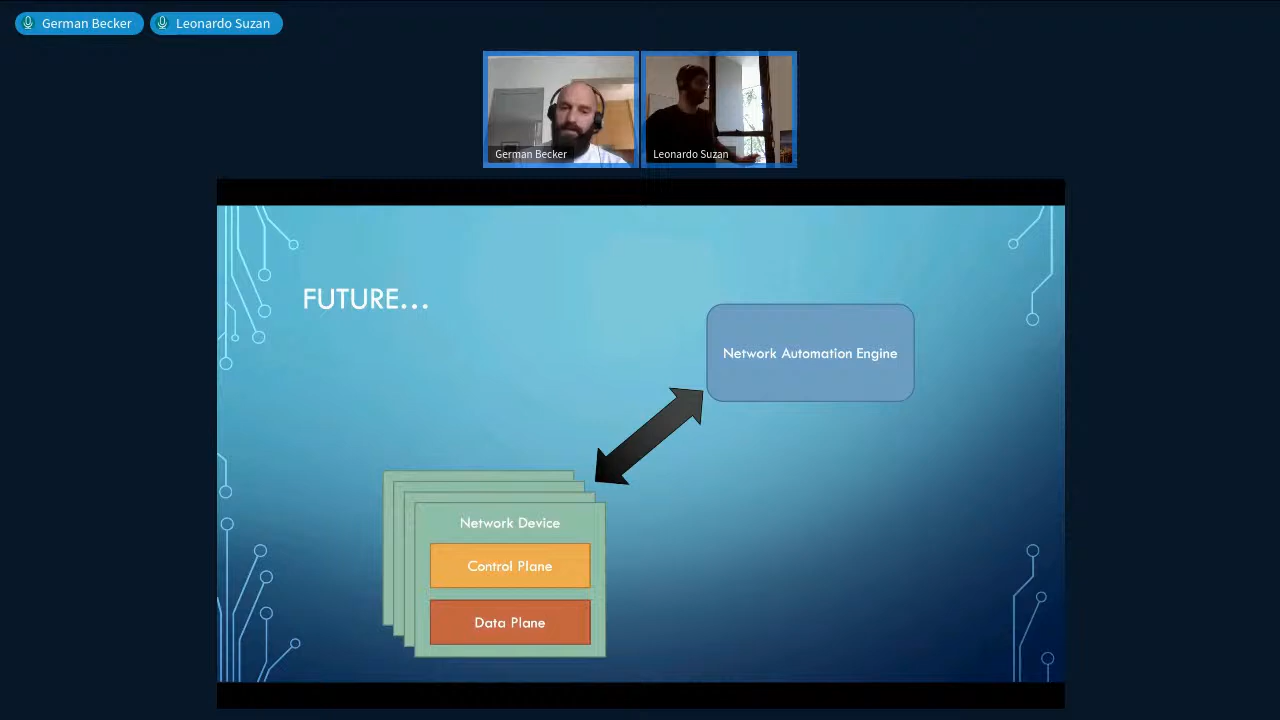 German Becker
Leonardo Suzan
German Becker
Leonardo Suzan
FUTURE...
Network Automation Engine
Network Device
Control Plane
Data Plane